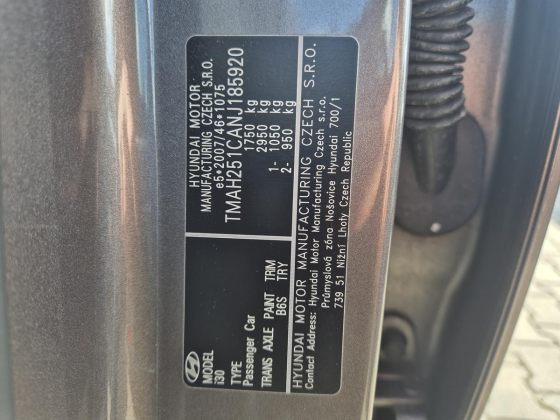 HYUNDAI MOTOR
MANUFACTURING CZECH S.R.O.
e5*2007/46*1075
TMAH251CANJ185920
1750 kg
2950 kg
1- 1050 kg
2- 950 kg
MODEL
i30
TYPE
Passenger Car
TRANS AXLE PAINT TRIM
B6S TRY
HYUNDAI MOTOR MANUFACTURING CZECH S.R.O.
Contact Address: Hyundai Motor Manufacturing Czech s.r.o.
Průmyslová zóna Nošovice Hyundai 700/1
739 51 Nižní Lhoty Czech Republic